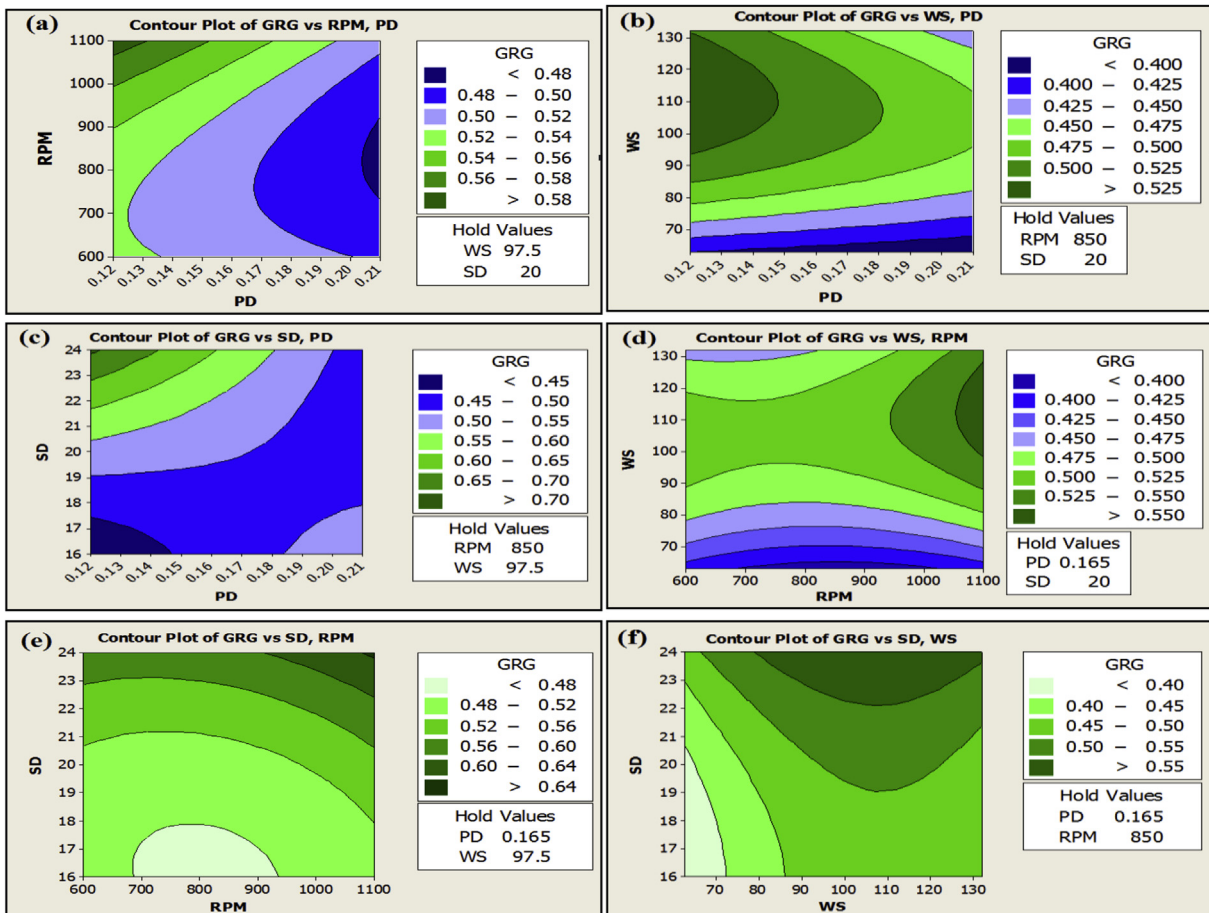 (a) Contour Plot of GRG vs RPM, PD
1100
1000
900
800
700
600
RPM
0.12 0.13 0.14 0.15 0.16 0.17 0.18 0.19 0.20 0.21
PD
GRG
< 0.48
0.48 – 0.50
0.50 – 0.52
0.52 – 0.54
0.54 – 0.56
0.56 – 0.58
> 0.58
Hold Values
WS 97.5
SD 20
(b) Contour Plot of GRG vs WS, PD
130
120
110
100
90
80
70
WS
0.12 0.13 0.14 0.15 0.16 0.17 0.18 0.19 0.20 0.21
PD
GRG
< 0.400
0.400 – 0.425
0.425 – 0.450
0.450 – 0.475
0.475 – 0.500
0.500 – 0.525
> 0.525
Hold Values
RPM 850
SD 20
(c) Contour Plot of GRG vs SD, PD
24
23
22
21
20
19
18
17
16
SD
0.12 0.13 0.14 0.15 0.16 0.17 0.18 0.19 0.20 0.21
PD
GRG
< 0.45
0.45 – 0.50
0.50 – 0.55
0.55 – 0.60
0.60 – 0.65
0.65 – 0.70
> 0.70
Hold Values
RPM 850
WS 97.5
(d) Contour Plot of GRG vs WS, RPM
130
120
110
100
90
80
70
WS
600 700 800 900 1000 1100
RPM
GRG
< 0.400
0.400 – 0.425
0.425 – 0.450
0.450 – 0.475
0.475 – 0.500
0.500 – 0.525
0.525 – 0.550
> 0.550
Hold Values
PD 0.165
SD 20
(e) Contour Plot of GRG vs SD, RPM
24
23
22
21
20
19
18
17
16
SD
600 700 800 900 1000 1100
RPM
GRG
< 0.48
0.48 – 0.52
0.52 – 0.56
0.56 – 0.60
0.60 – 0.64
> 0.64
Hold Values
PD 0.165
WS 97.5
(f) Contour Plot of GRG vs SD, WS
24
23
22
21
20
19
18
17
16
SD
70 80 90 100 110 120 130
WS
GRG
< 0.40
0.40 – 0.45
0.45 – 0.50
0.50 – 0.55
> 0.55
Hold Values
PD 0.165
RPM 850